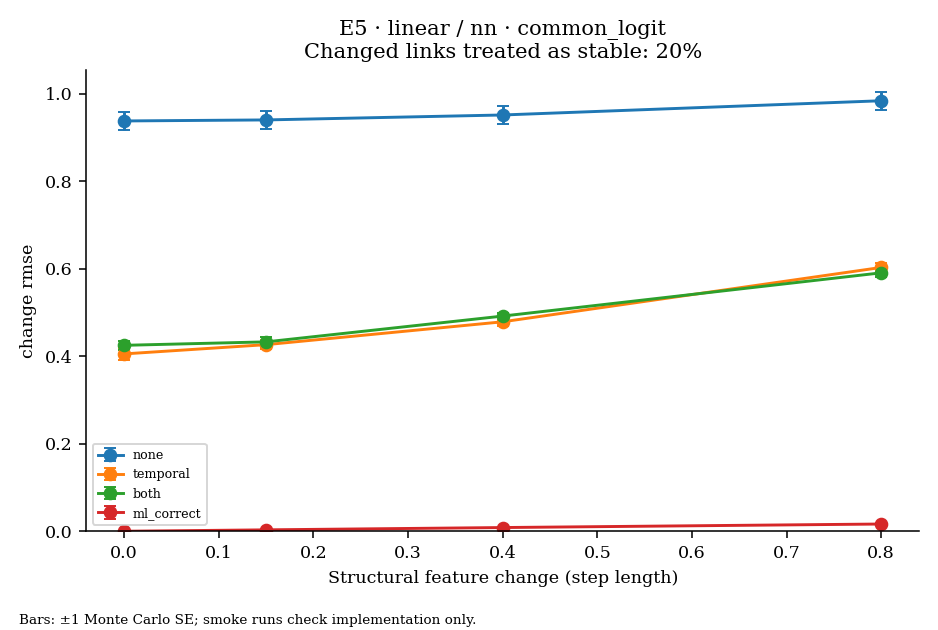 E5 · linear / nn · common_logit
Changed links treated as stable: 20%
change rmse
1.0
0.8
0.6
0.4
0.2
0.0
none
temporal
both
ml_correct
0.0 0.1 0.2 0.3 0.4 0.5 0.6 0.7 0.8
Structural feature change (step length)
Bars: ±1 Monte Carlo SE; smoke runs check implementation only.